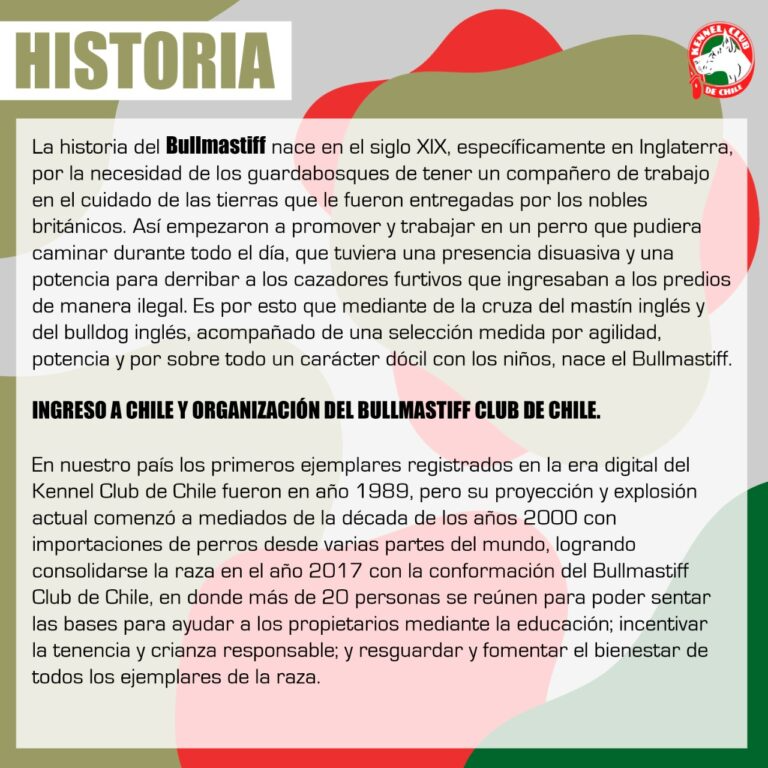 HISTORIA
KENNEL CLUB
DE CHILE
La historia del Bullmastiff nace en el siglo XIX, específicamente en Inglaterra,
por la necesidad de los guardabosques de tener un compañero de trabajo
en el cuidado de las tierras que le fueron entregadas por los nobles
británicos. Así empezaron a promover y trabajar en un perro que pudiera
caminar durante todo el día, que tuviera una presencia disuasiva y una
potencia para derribar a los cazadores furtivos que ingresaban a los predios
de manera ilegal. Es por esto que mediante de la cruza del mastín inglés y
del bulldog inglés, acompañado de una selección medida por agilidad,
potencia y por sobre todo un carácter dócil con los niños, nace el Bullmastiff.
INGRESO A CHILE Y ORGANIZACIÓN DEL BULLMASTIFF CLUB DE CHILE.
En nuestro país los primeros ejemplares registrados en la era digital del
Kennel Club de Chile fueron en año 1989, pero su proyección y explosión
actual comenzó a mediados de la década de los años 2000 con
importaciones de perros desde varias partes del mundo, logrando
consolidarse la raza en el año 2017 con la conformación del Bullmastiff
Club de Chile, en donde más de 20 personas se reúnen para poder sentar
las bases para ayudar a los propietarios mediante la educación; incentivar
la tenencia y crianza responsable; y resguardar y fomentar el bienestar de
todos los ejemplares de la raza.